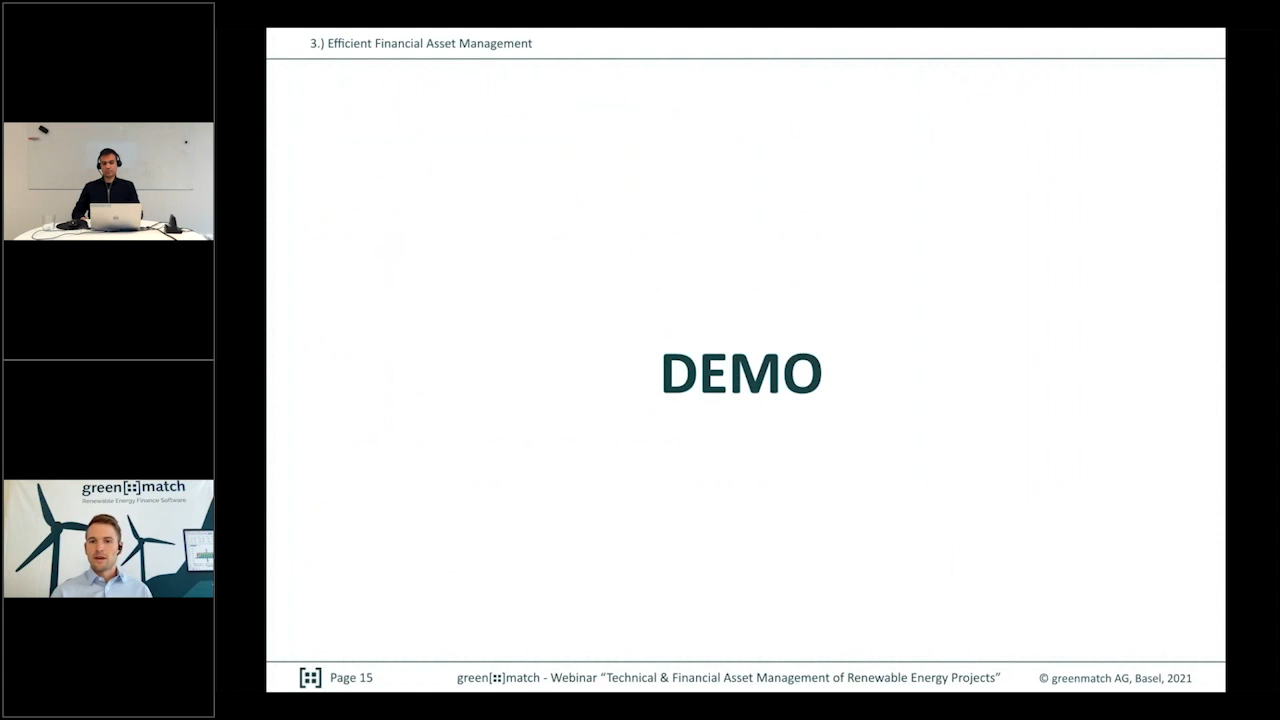 3.) Efficient Financial Asset Management
DEMO
green[::]match
Renewable Energy Finance Software
[::] Page 15
green[::]match - Webinar “Technical & Financial Asset Management of Renewable Energy Projects”
© greenmatch AG, Basel, 2021